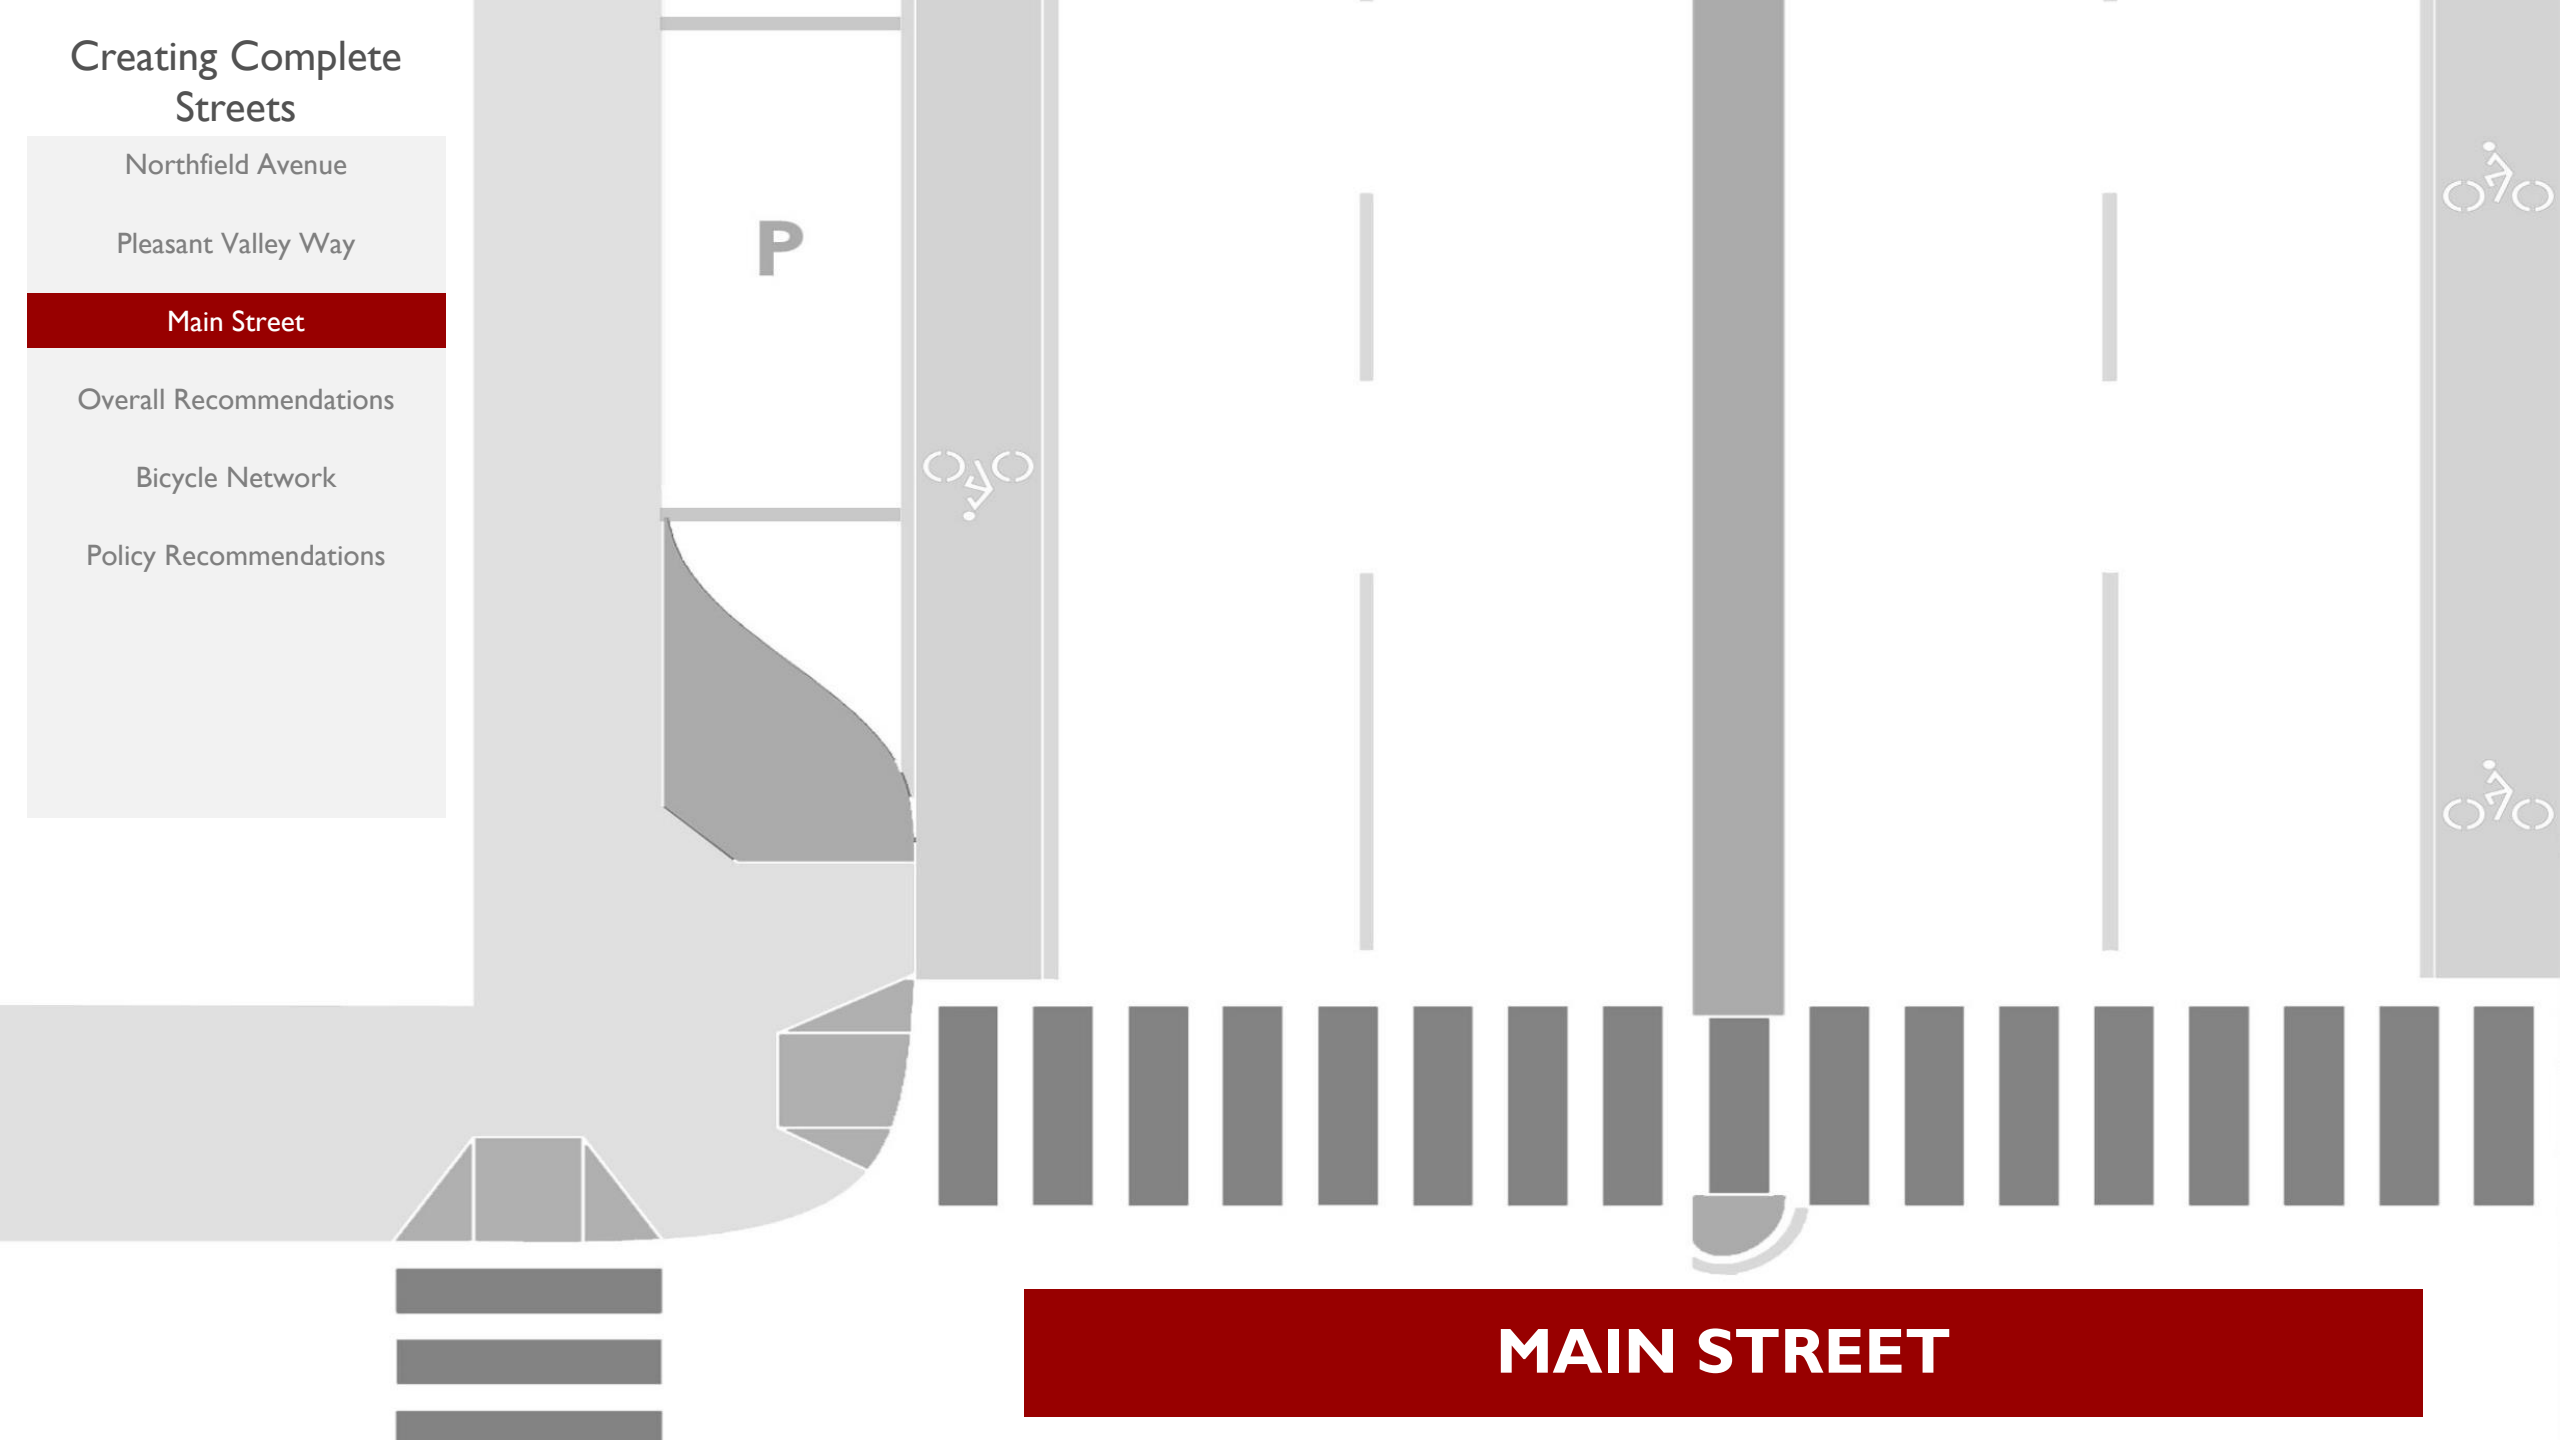 Creating Complete
Streets
Northfield Avenue
Pleasant Valley Way
Main Street
Overall Recommendations
Bicycle Network
Policy Recommendations
P
MAIN STREET